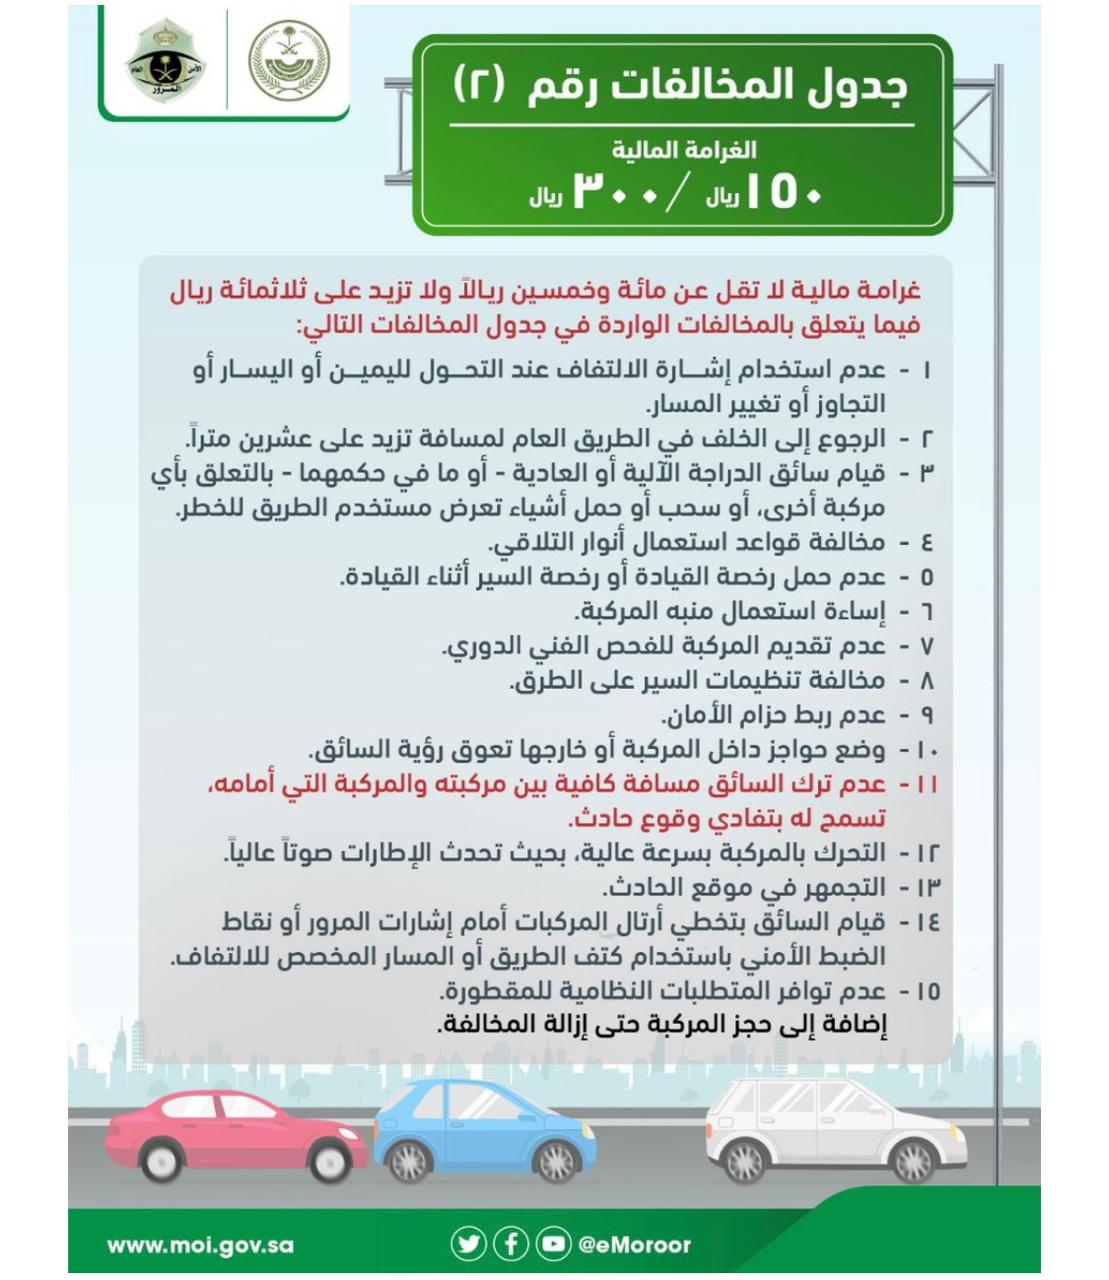 الأمن العام
المرور
جدول المخالفات رقم (٢)
الغرامة المالية
١٥٠ ريال / ٣٠٠ ريال
غرامة مالية لا تقل عن مائة وخمسين ريالاً ولا تزيد على ثلاثمائة ريال
فيما يتعلق بالمخالفات الواردة في جدول المخالفات التالي:
١ - عدم استخدام إشارة الالتفاف عند التحول لليمين أو اليسار أو
التجاوز أو تغيير المسار.
٢ - الرجوع إلى الخلف في الطريق العام لمسافة تزيد على عشرين متراً.
٣ - قيام سائق الدراجة الآلية أو العادية - أو ما في حكمهما - بالتعلق بأي
مركبة أخرى، أو سحب أو حمل أشياء تعرض مستخدم الطريق للخطر.
٤ - مخالفة قواعد استعمال أنوار التلاقي.
٥ - عدم حمل رخصة القيادة أو رخصة السير أثناء القيادة.
٦ - إساءة استعمال منبه المركبة.
٧ - عدم تقديم المركبة للفحص الفني الدوري.
٨ - مخالفة تنظيمات السير على الطرق.
٩ - عدم ربط حزام الأمان.
١٠- وضع حواجز داخل المركبة أو خارجها تعوق رؤية السائق.
١١- عدم ترك السائق مسافة كافية بين مركبته والمركبة التي أمامه،
تسمح له بتفادي وقوع حادث.
١٢- التحرك بالمركبة بسرعة عالية، بحيث تحدث الإطارات صوتاً عالياً.
١٣- التجمهر في موقع الحادث.
١٤- قيام السائق بتخطي أرتال المركبات أمام إشارات المرور أو نقاط
الضبط الأمني باستخدام كتف الطريق أو المسار المخصص للالتفاف.
١٥- عدم توافر المتطلبات النظامية للمقطورة.
إضافة إلى حجز المركبة حتى إزالة المخالفة.
www.moi.gov.sa
@eMoroor